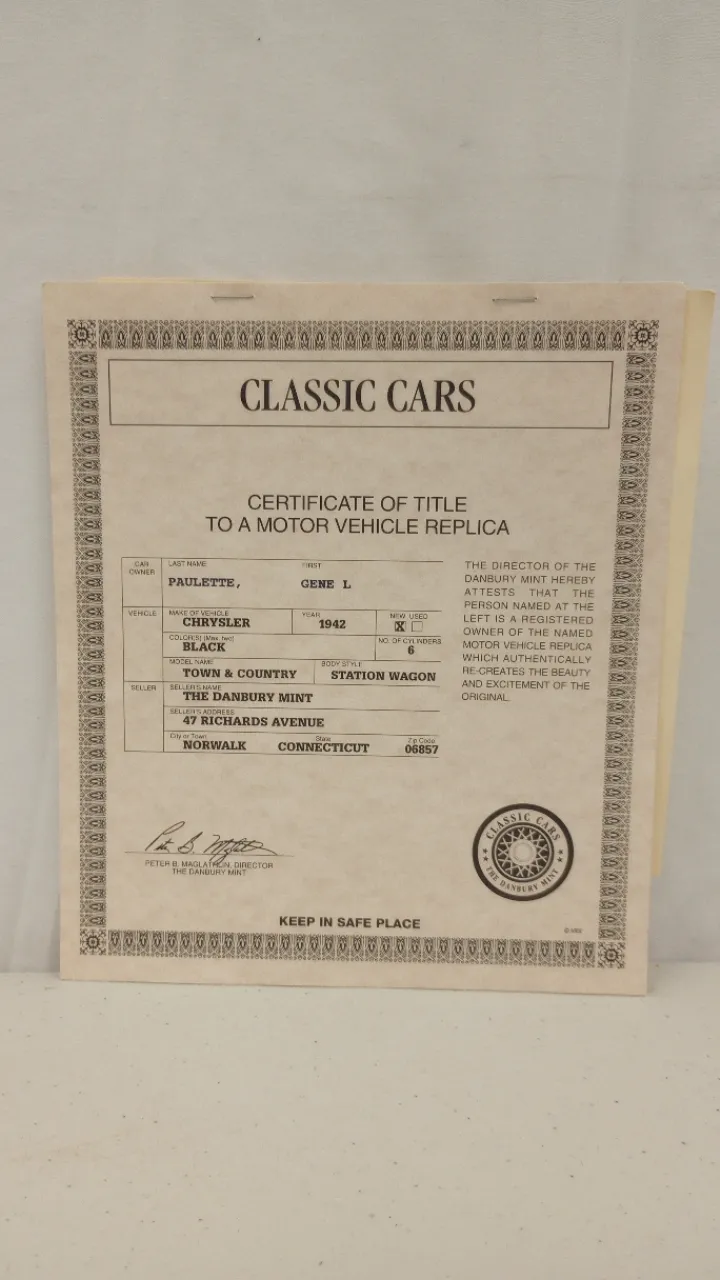 CLASSIC CARS
CERTIFICATE OF TITLE
TO A MOTOR VEHICLE REPLICA
CAR OWNER
LAST NAME FIRST
PAULETTE, GENE L
VEHICLE
MAKE OF VEHICLE YEAR NEW USED
CHRYSLER 1942 X
COLOR(S) NO. OF CYLINDERS
BLACK 6
MODEL NAME BODY STYLE
TOWN & COUNTRY STATION WAGON
SELLER
SELLER'S NAME
THE DANBURY MINT
SELLER'S ADDRESS
47 RICHARDS AVENUE
City or Town State Zip Code
NORWALK CONNECTICUT 06857
THE DIRECTOR OF THE
DANBURY MINT HEREBY
ATTESTS THAT THE
PERSON NAMED AT THE
LEFT IS A REGISTERED
OWNER OF THE NAMED
MOTOR VEHICLE REPLICA
WHICH AUTHENTICALLY
RE-CREATES THE BEAUTY
AND EXCITEMENT OF THE
ORIGINAL.
PETER B. MAGLATHLIN, DIRECTOR
THE DANBURY MINT
CLASSIC CARS
THE DANBURY MINT
KEEP IN SAFE PLACE